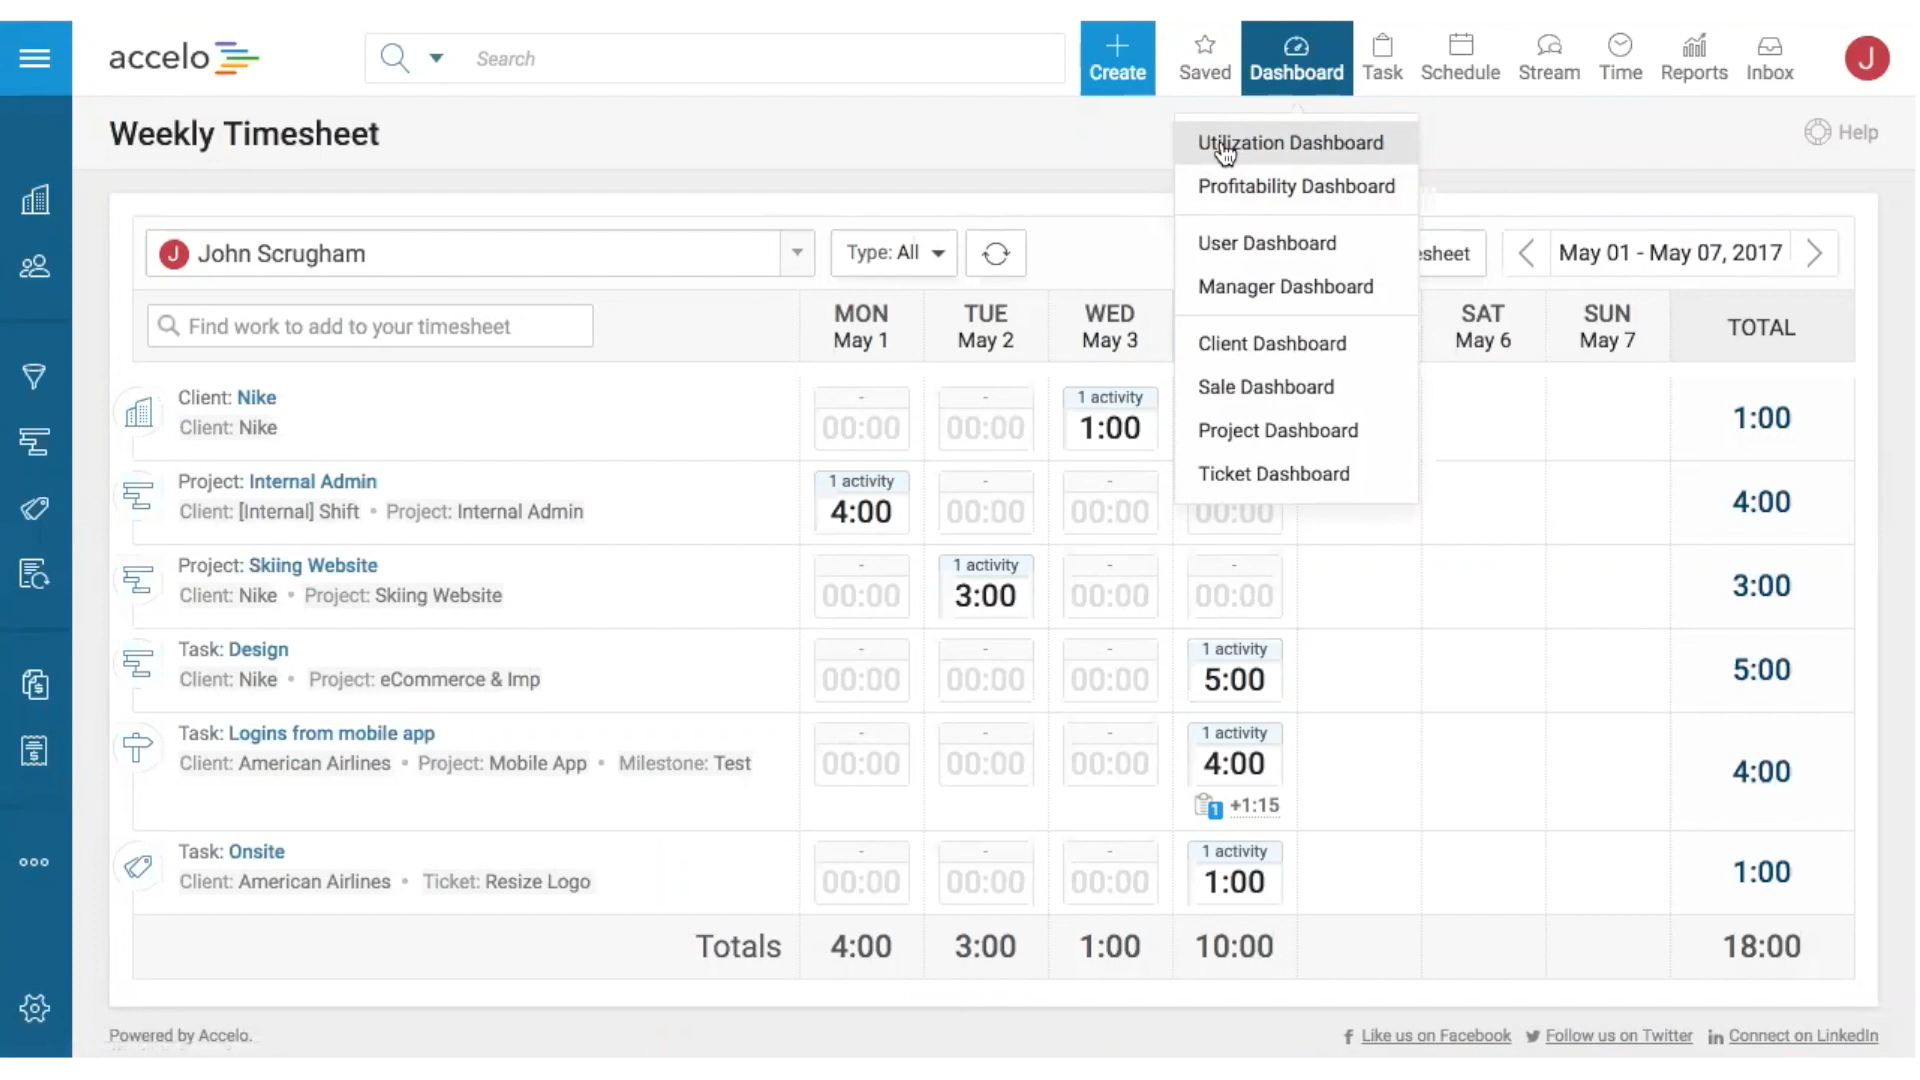 accelo
Search
Create
Saved
Dashboard
Task
Schedule
Stream
Time
Reports
Inbox
J
Weekly Timesheet
Help
Utilization Dashboard
Profitability Dashboard
User Dashboard
Manager Dashboard
Client Dashboard
Sale Dashboard
Project Dashboard
Ticket Dashboard
J John Scrugham
Type: All
esheet
May 01 - May 07, 2017
Find work to add to your timesheet
MON
May 1
TUE
May 2
WED
May 3
SAT
May 6
SUN
May 7
TOTAL
Client: Nike
Client: Nike
-
00:00
-
00:00
1 activity
1:00
1:00
Project: Internal Admin
Client: [Internal] Shift • Project: Internal Admin
1 activity
4:00
-
00:00
-
00:00
00:00
4:00
Project: Skiing Website
Client: Nike • Project: Skiing Website
-
00:00
1 activity
3:00
-
00:00
-
00:00
3:00
Task: Design
Client: Nike • Project: eCommerce & Imp
-
00:00
-
00:00
-
00:00
1 activity
5:00
5:00
Task: Logins from mobile app
Client: American Airlines • Project: Mobile App • Milestone: Test
-
00:00
-
00:00
-
00:00
1 activity
4:00
1 +1:15
4:00
Task: Onsite
Client: American Airlines • Ticket: Resize Logo
-
00:00
-
00:00
-
00:00
1 activity
1:00
1:00
Totals 4:00 3:00 1:00 10:00 18:00
Powered by Accelo.
Like us on Facebook
Follow us on Twitter
Connect on LinkedIn